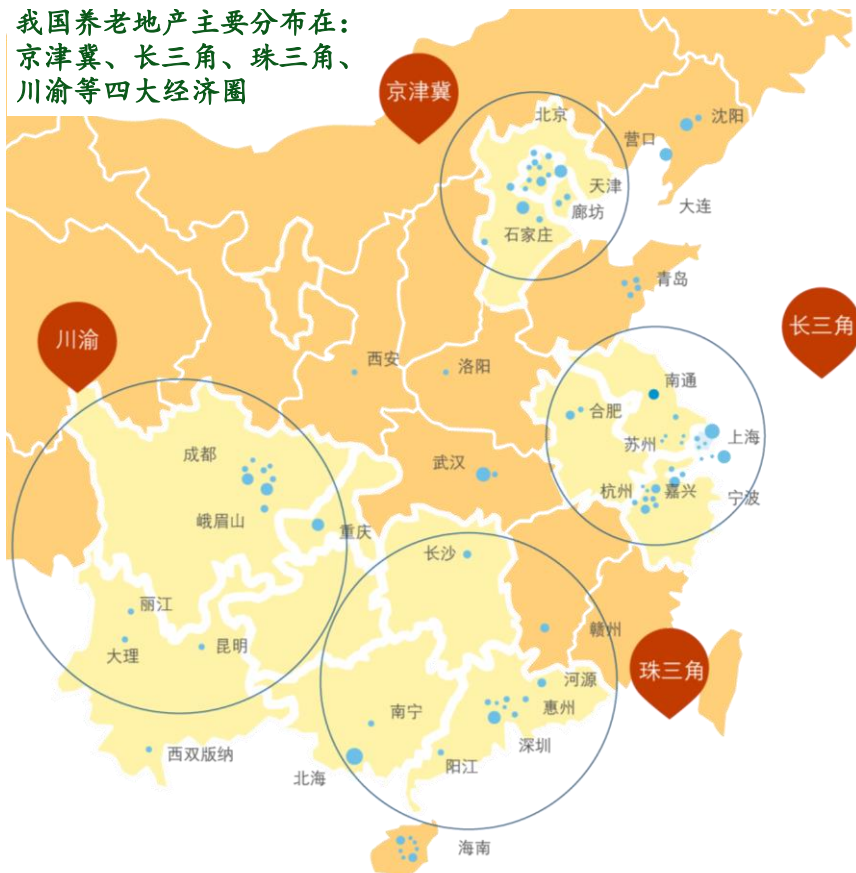 我国养老地产主要分布在：
京津冀、长三角、珠三角、
川渝等四大经济圈
京津冀
北京
沈阳
营口
天津
大连
廊坊
石家庄
青岛
长三角
川渝
西安
洛阳
南通
合肥
苏州
上海
成都
武汉
杭州
嘉兴
宁波
峨眉山
重庆
长沙
丽江
赣州
大理
昆明
珠三角
河源
南宁
惠州
深圳
西双版纳
北海
阳江
海南